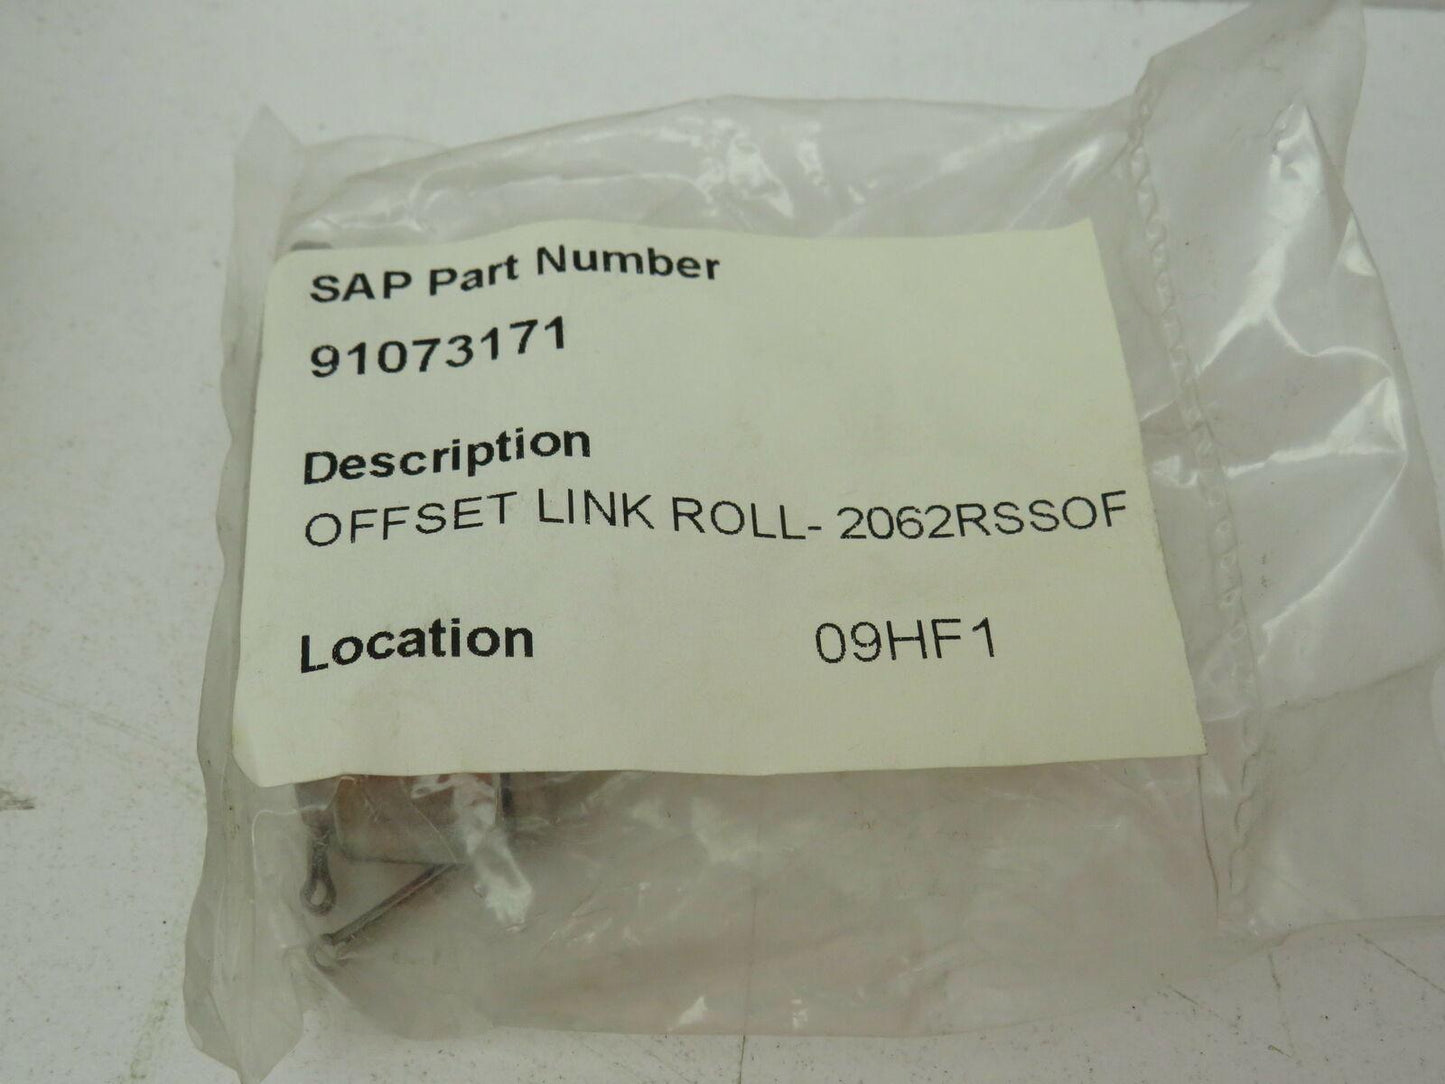 SAP Part Number
91073171
Description
OFFSET LINK ROLL- 2062RSSOF
Location 09HF1